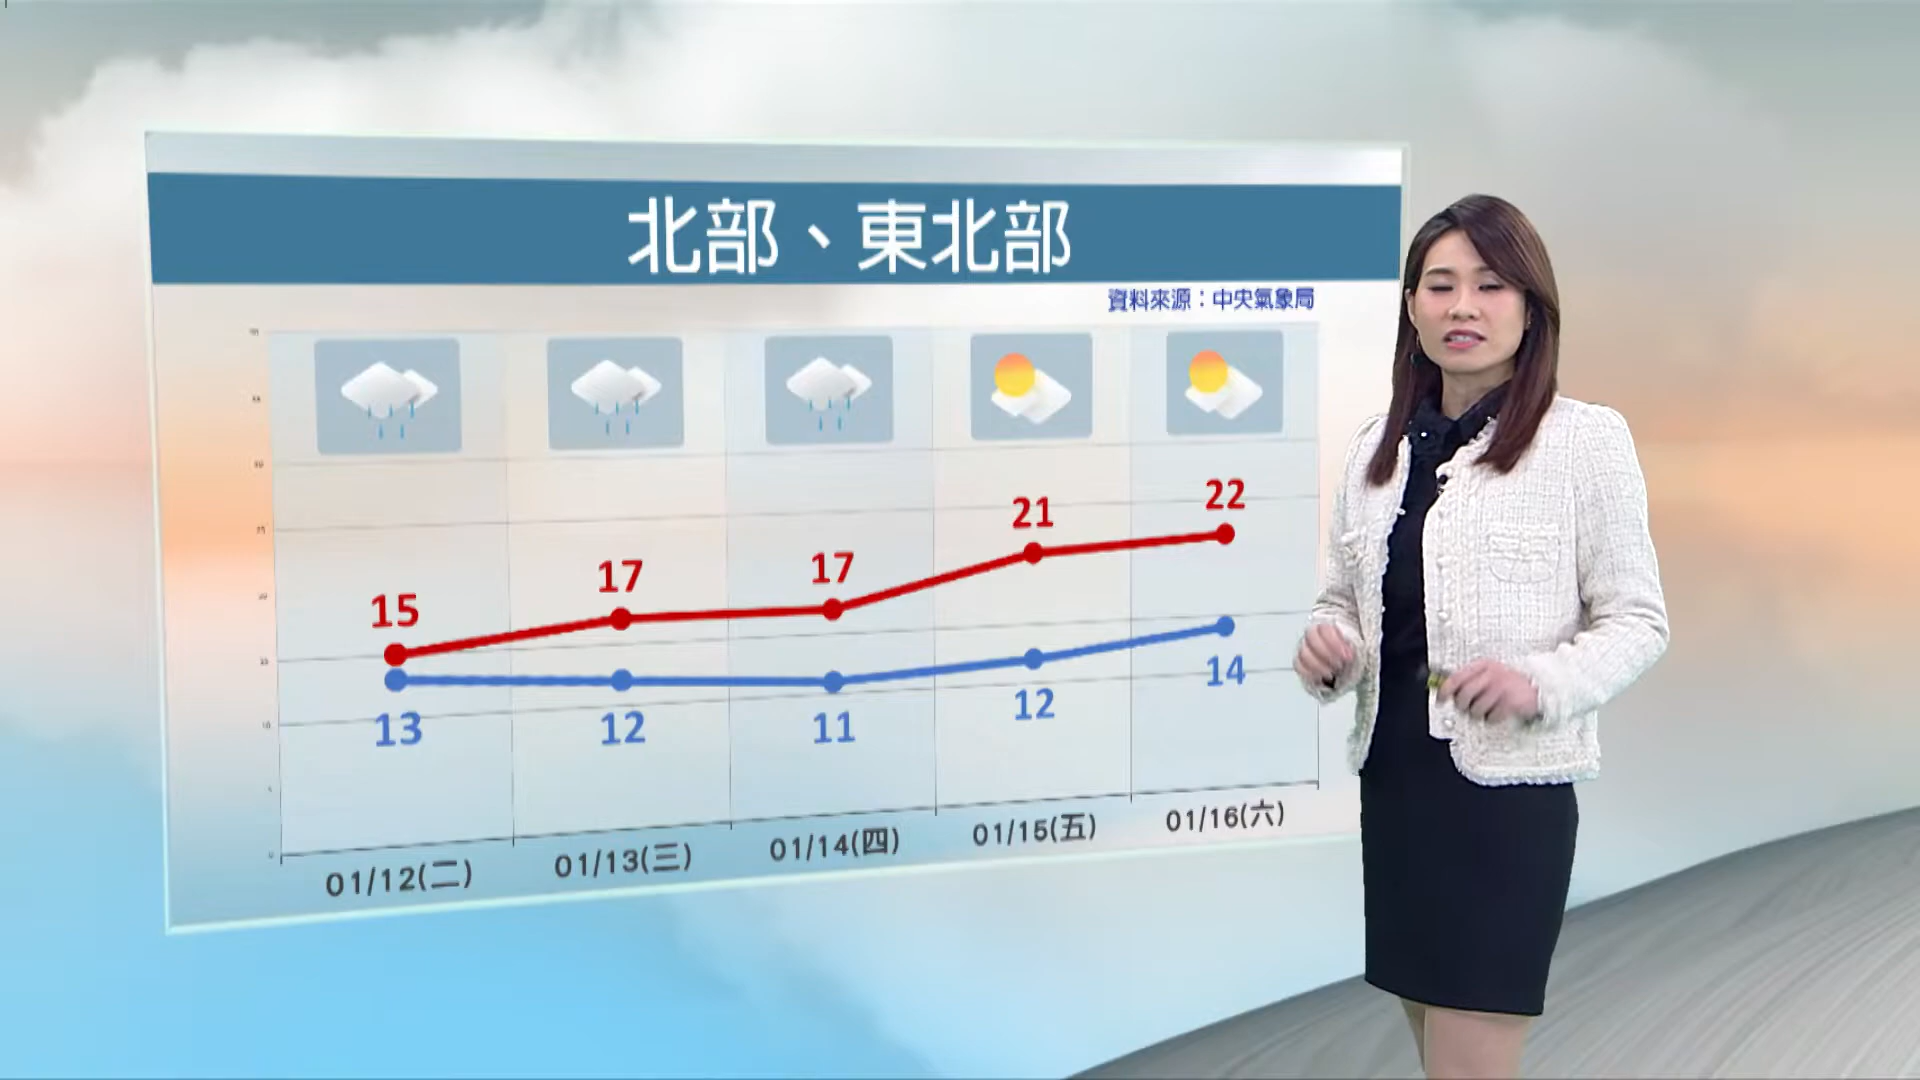 北部、東北部
資料來源：中央氣象局
15 17 17 21 22
13 12 11 12 14
10
0
01/12(二) 01/13(三) 01/14(四) 01/15(五) 01/16(六)